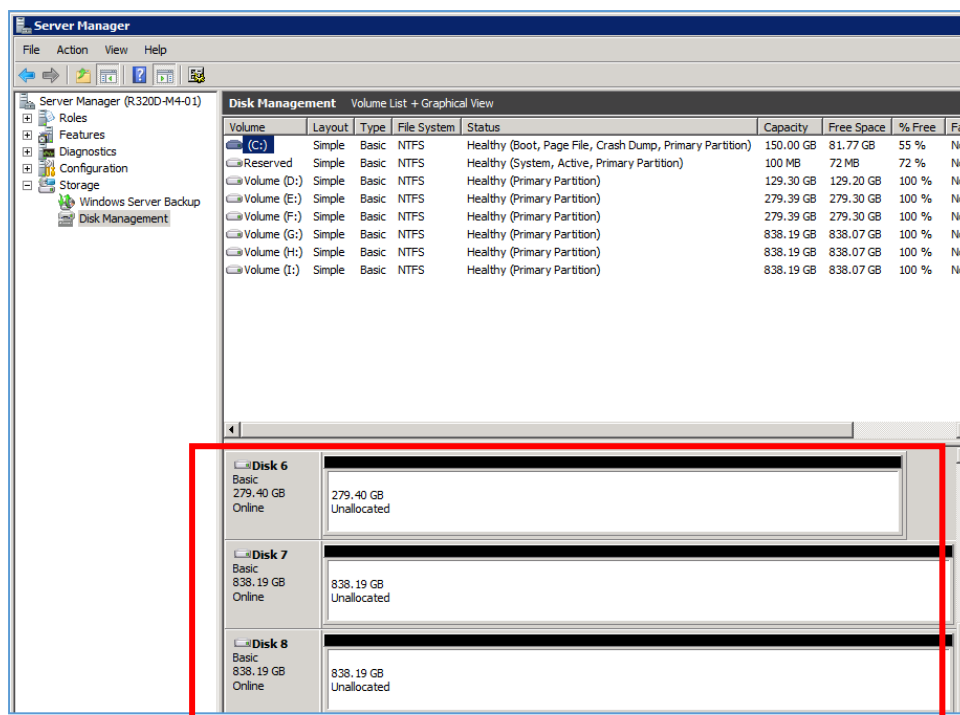 Server Manager
File Action View Help
Server Manager (R320D-M4-01)
Roles
Features
Diagnostics
Configuration
Storage
Windows Server Backup
Disk Management
Disk Management Volume List + Graphical View
Volume Layout Type File System Status Capacity Free Space % Free
(C:) Simple Basic NTFS Healthy (Boot, Page File, Crash Dump, Primary Partition) 150.00 GB 81.77 GB 55 %
Reserved Simple Basic NTFS Healthy (System, Active, Primary Partition) 100 MB 72 MB 72 %
Volume (D:) Simple Basic NTFS Healthy (Primary Partition) 129.30 GB 129.20 GB 100 %
Volume (E:) Simple Basic NTFS Healthy (Primary Partition) 279.39 GB 279.30 GB 100 %
Volume (F:) Simple Basic NTFS Healthy (Primary Partition) 279.39 GB 279.30 GB 100 %
Volume (G:) Simple Basic NTFS Healthy (Primary Partition) 838.19 GB 838.07 GB 100 %
Volume (H:) Simple Basic NTFS Healthy (Primary Partition) 838.19 GB 838.07 GB 100 %
Volume (I:) Simple Basic NTFS Healthy (Primary Partition) 838.19 GB 838.07 GB 100 %
Disk 6
Basic
279.40 GB
Online
279.40 GB
Unallocated
Disk 7
Basic
838.19 GB
Online
838.19 GB
Unallocated
Disk 8
Basic
838.19 GB
Online
838.19 GB
Unallocated